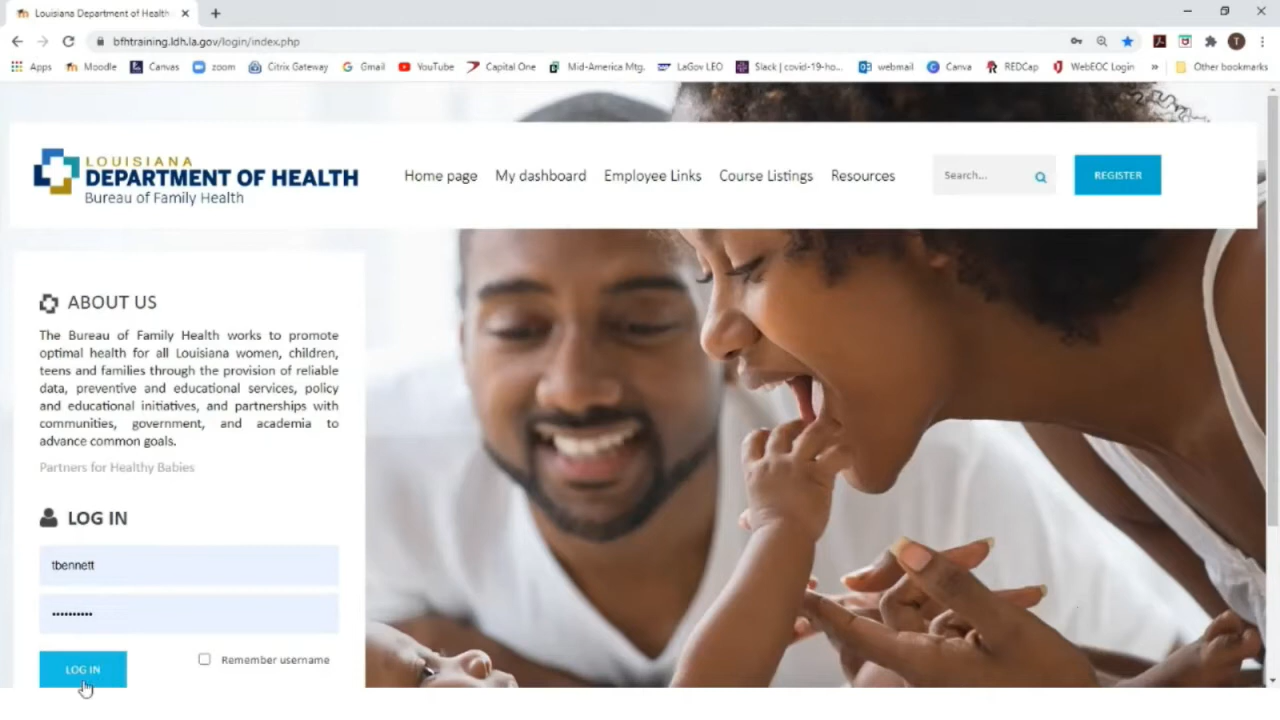 Louisiana Department of Health
bfhtraining.ldh.la.gov/login/index.php
Apps Moodle Canvas zoom Citrix Gateway Gmail YouTube Capital One Mid-America Mtg. LaGov LEO Slack | covid-19-ho... webmail Canva REDCap WebEOC Login » Other bookmarks
T
LOUISIANA
DEPARTMENT OF HEALTH
Bureau of Family Health
Home page My dashboard Employee Links Course Listings Resources Search... REGISTER
ABOUT US
The Bureau of Family Health works to promote
optimal health for all Louisiana women, children,
teens and families through the provision of reliable
data, preventive and educational services, policy
and educational initiatives, and partnerships with
communities, government, and academia to
advance common goals.
Partners for Healthy Babies
LOG IN
tbennett
••••••••••
LOG IN Remember username